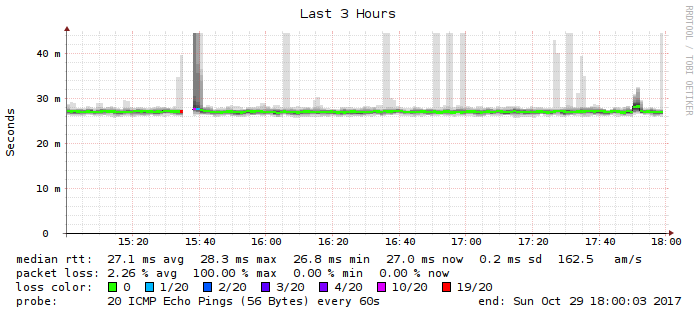 Last 3 Hours
RRDTOOL / TOBI OETIKER
Seconds
40 m
30 m
20 m
10 m
0
15:20 15:40 16:00 16:20 16:40 17:00 17:20 17:40 18:00
median rtt: 27.1 ms avg 28.3 ms max 26.8 ms min 27.0 ms now 0.2 ms sd 162.5 am/s
packet loss: 2.26 % avg 100.00 % max 0.00 % min 0.00 % now
loss color: 0 1/20 2/20 3/20 4/20 10/20 19/20
probe: 20 ICMP Echo Pings (56 Bytes) every 60s end: Sun Oct 29 18:00:03 2017